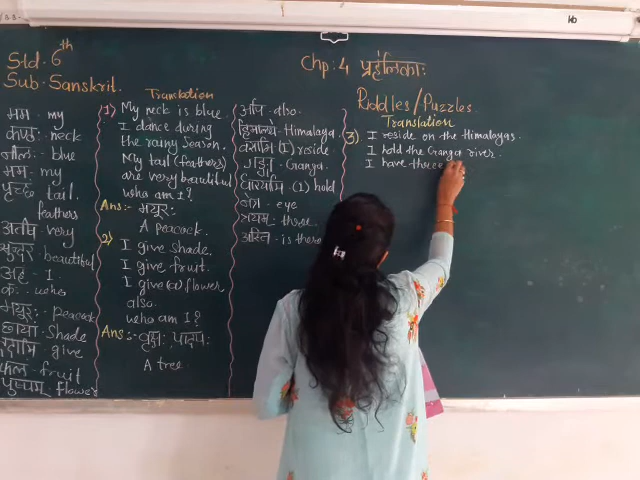 Std. 6th
Sub. Sanskrit.
Chp: 4 प्रहेलिका:
Riddles/Puzzles.
मम - my
कण्ठ: neck
नील: - blue
मम - my
पृच्छ tail.
feathers
अतीव very
सुन्दर beautiful
अहं - I.
क: - who
मयूर: - peacock
छायां Shade
ददामि - give
फलं - fruit
पुष्पम् flower
Translation
1) My neck is blue.
I dance during
the rainy Season.
My tail (feathers)
are very beautiful
who am I?
Ans:- मयूर:
A peacock.
2) I give Shade.
I give fruit.
I give (a) flower
also.
who am I?
Ans:- वृक्ष: पादप:
A tree.
अपि - also.
हिमालय - Himalaya.
वसामि (I) reside.
गङ्गा - Ganga.
धारयामि (I) hold
नेत्र - eye
त्रयम् - three.
अस्ति - is there
Translation
3) I reside on the Himalayas.
I hold the Ganga river.
I have three